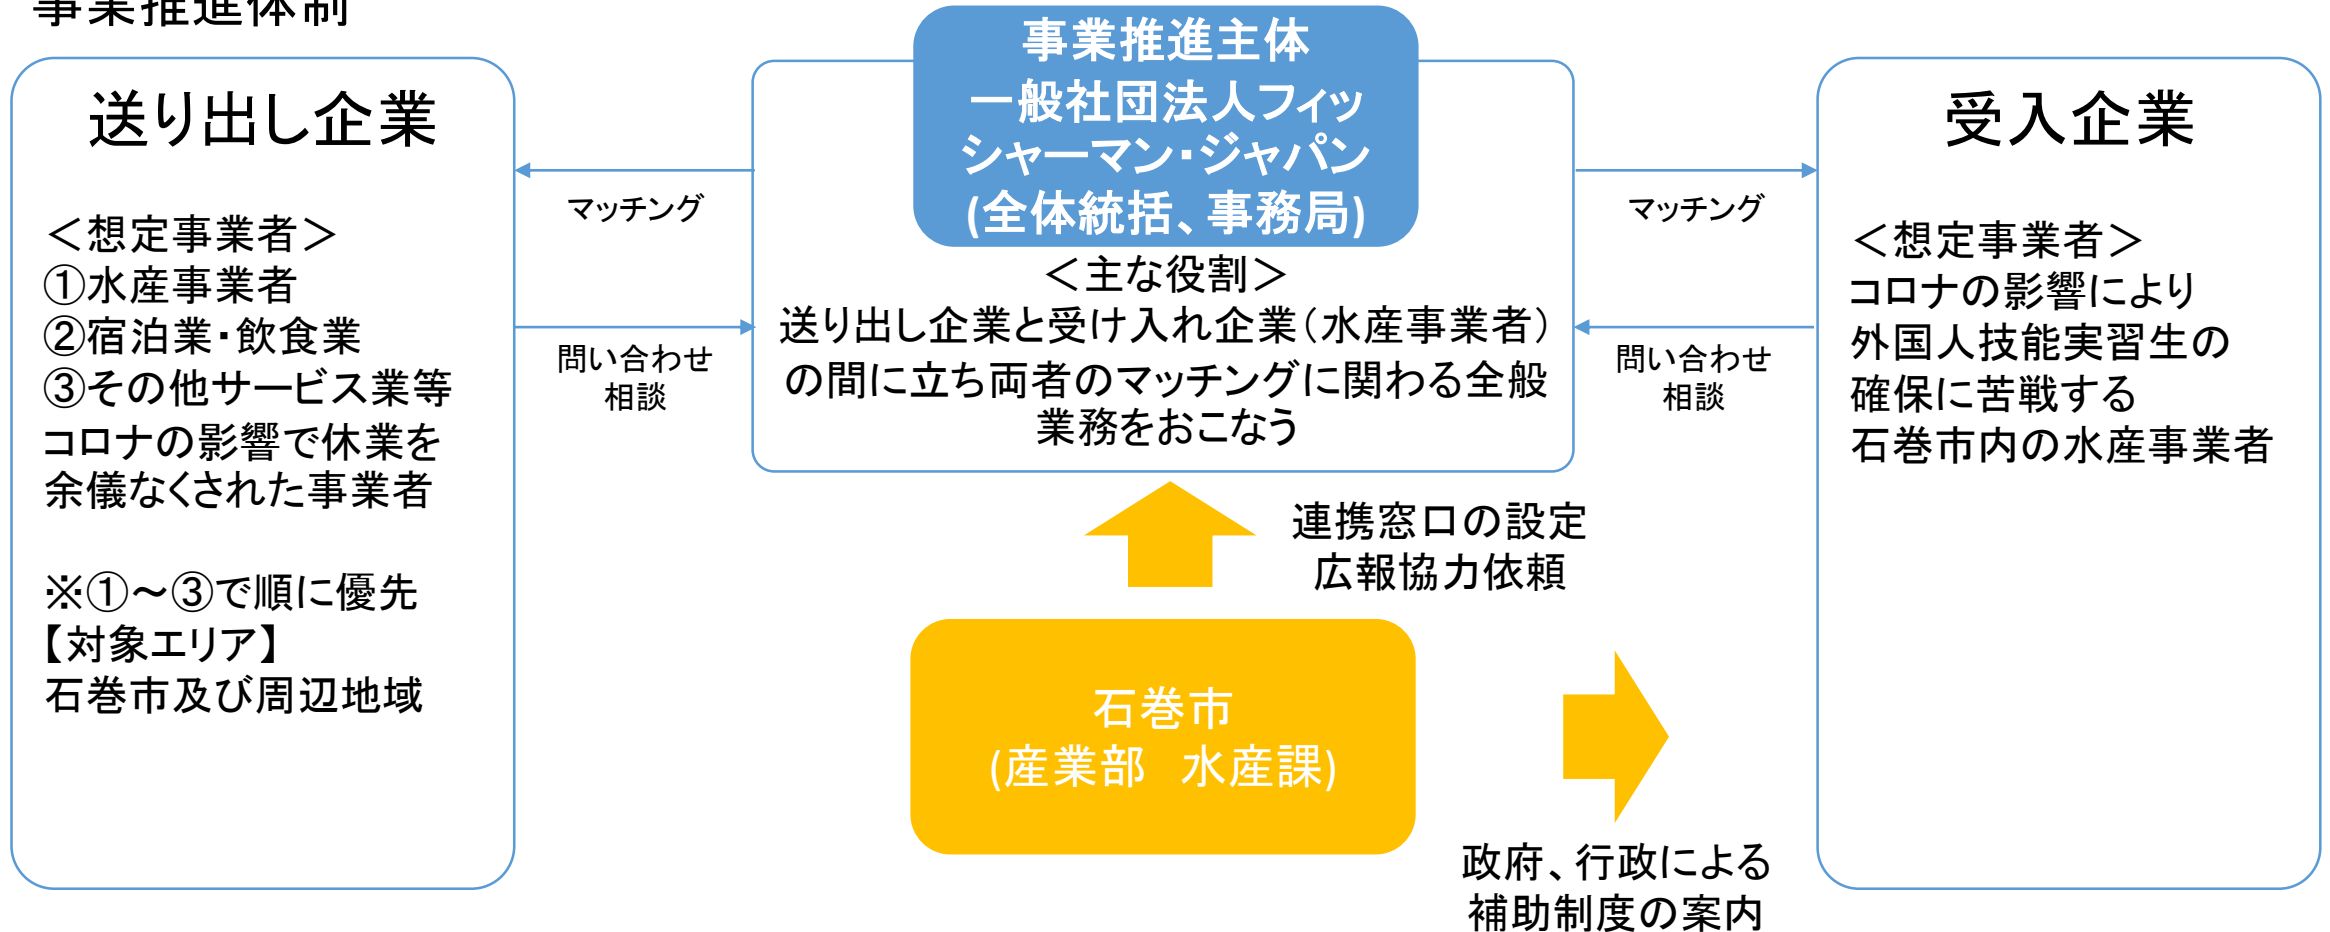 事業推進体制
送り出し企業
＜想定事業者＞
①水産事業者
②宿泊業・飲食業
③その他サービス業等
コロナの影響で休業を
余儀なくされた事業者
※①～③で順に優先
【対象エリア】
石巻市及び周辺地域
マッチング
問い合わせ
相談
事業推進主体
一般社団法人フィッ
シャーマン・ジャパン
(全体統括、事務局)
＜主な役割＞
送り出し企業と受け入れ企業（水産事業者）
の間に立ち両者のマッチングに関わる全般
業務をおこなう
連携窓口の設定
広報協力依頼
石巻市
(産業部　水産課)
マッチング
問い合わせ
相談
政府、行政による
補助制度の案内
受入企業
＜想定事業者＞
コロナの影響により
外国人技能実習生の
確保に苦戦する
石巻市内の水産事業者